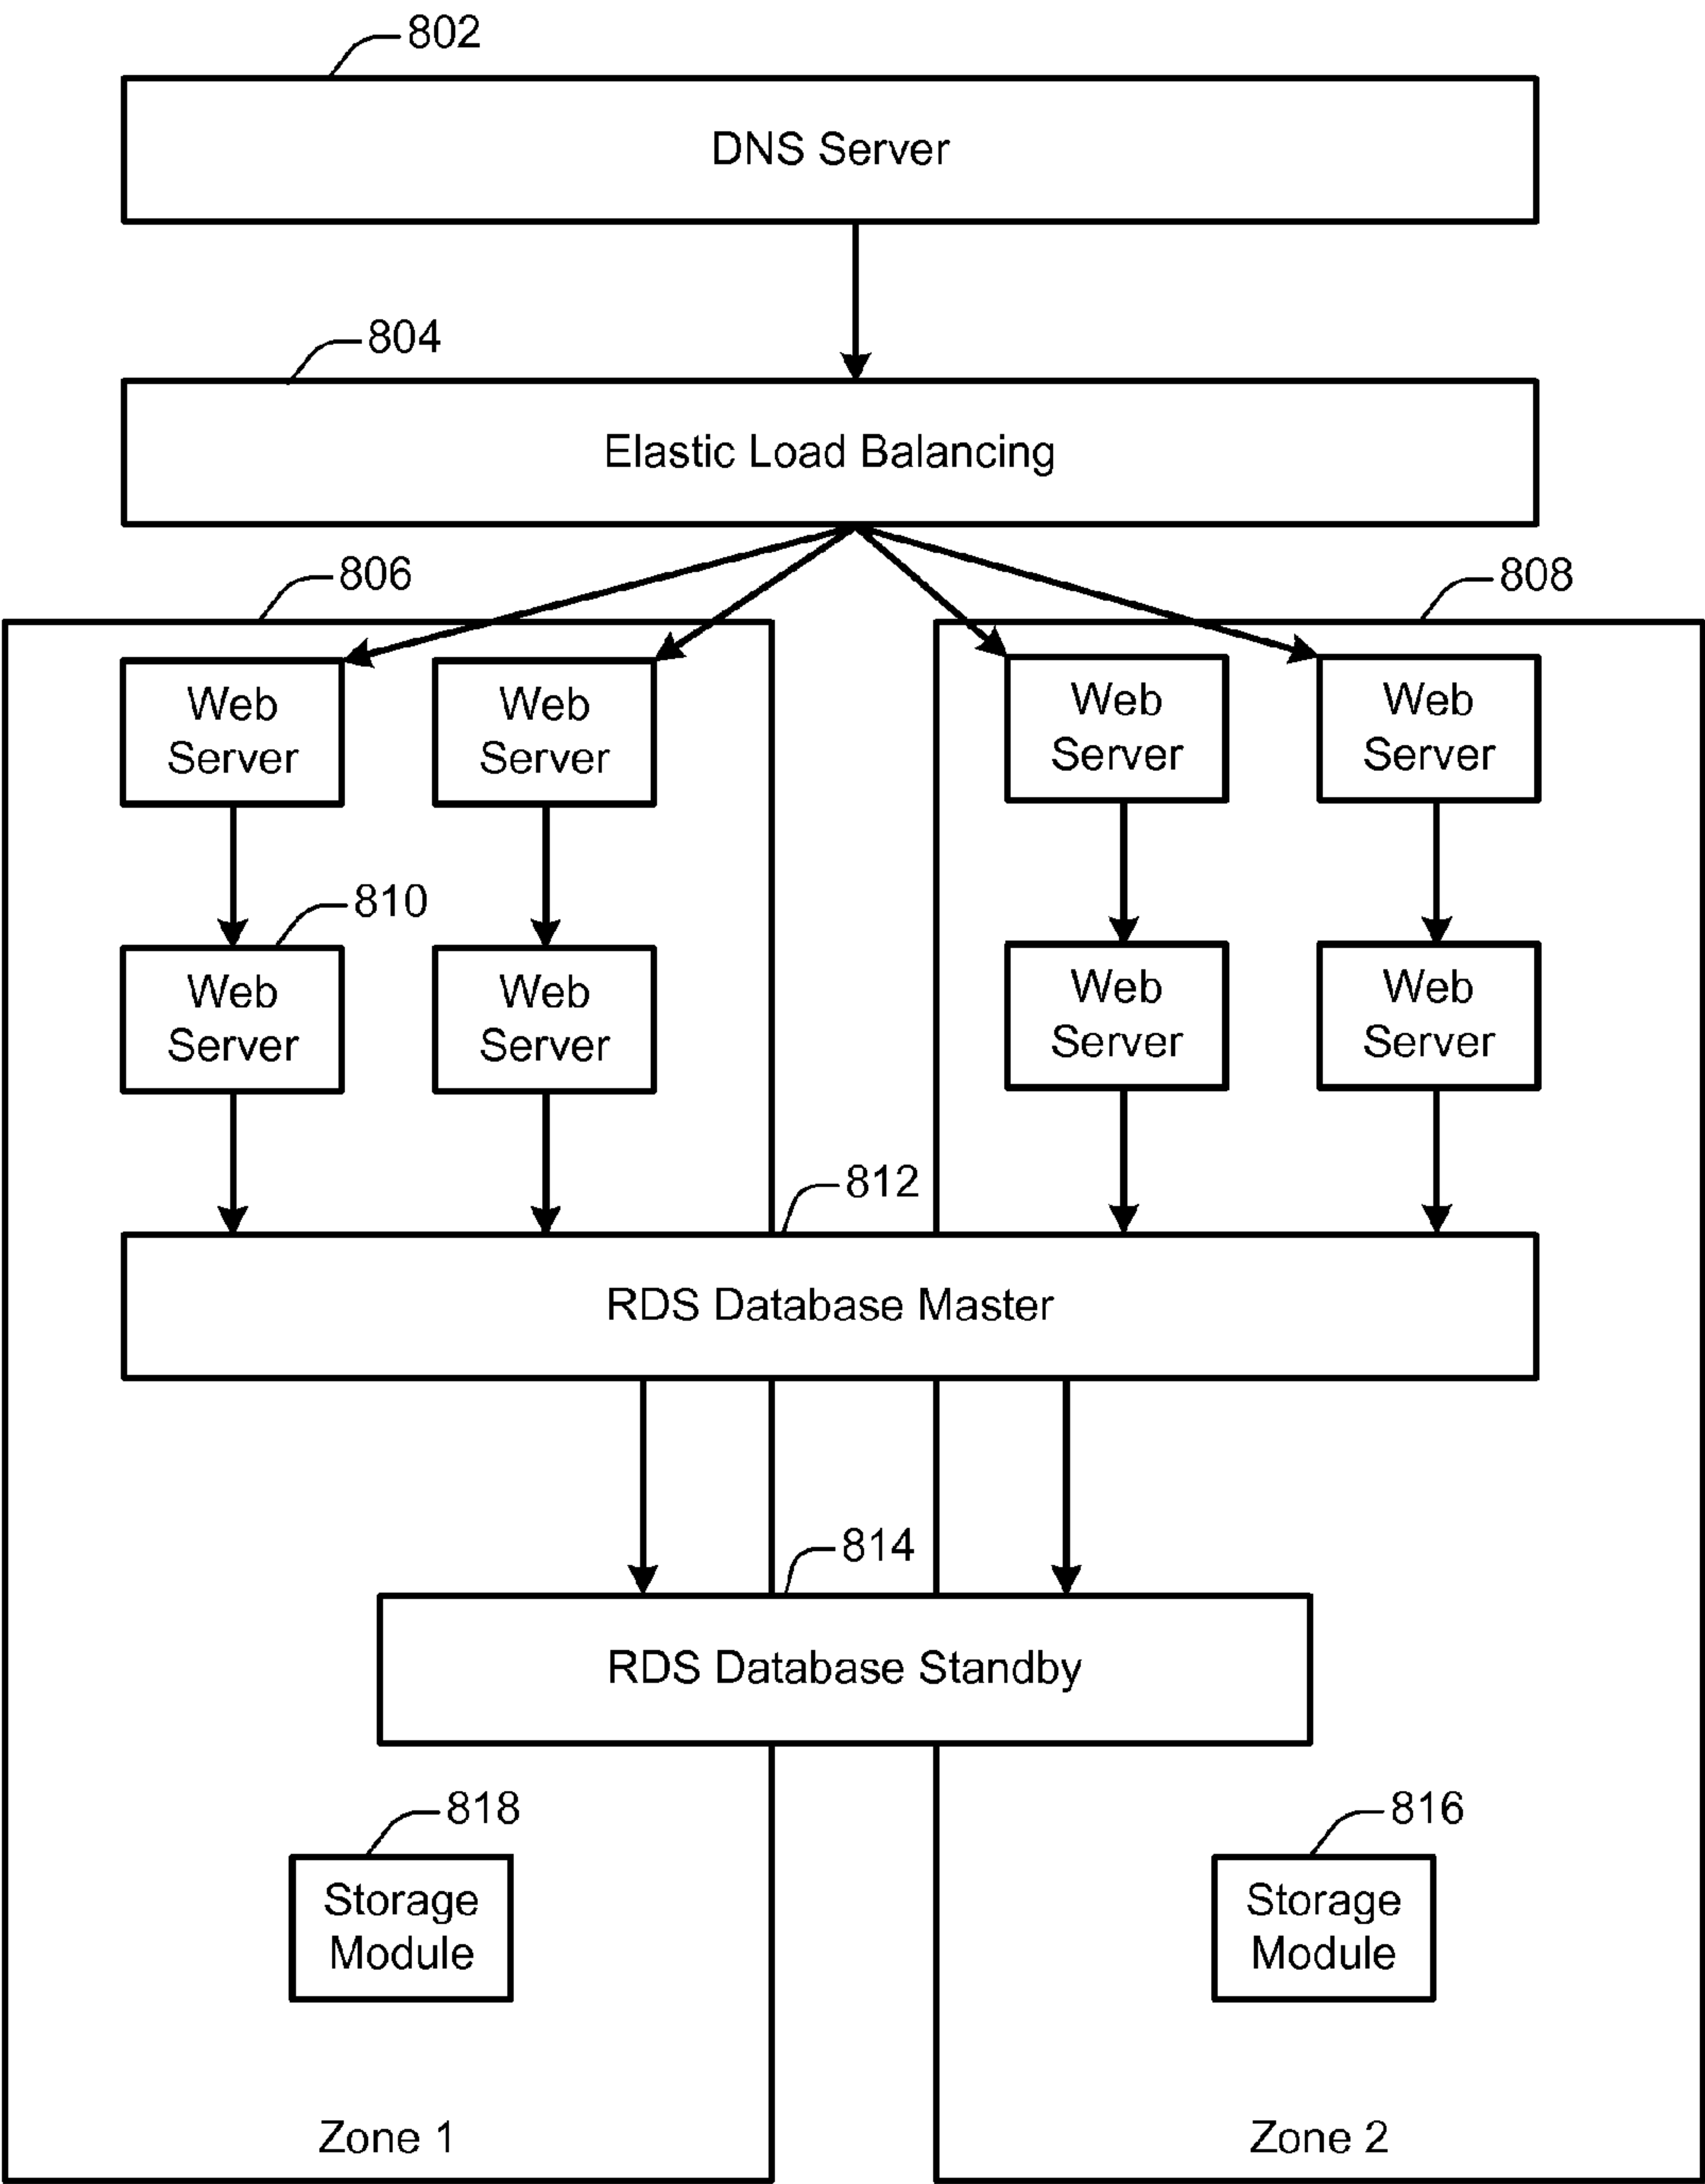 802
DNS Server
804
Elastic Load Balancing
806
808
Web
Server
Web
Server
Web
Server
Web
Server
810
Web
Server
Web
Server
Web
Server
Web
Server
812
RDS Database Master
814
RDS Database Standby
818
816
Storage
Module
Storage
Module
Zone 1
Zone 2